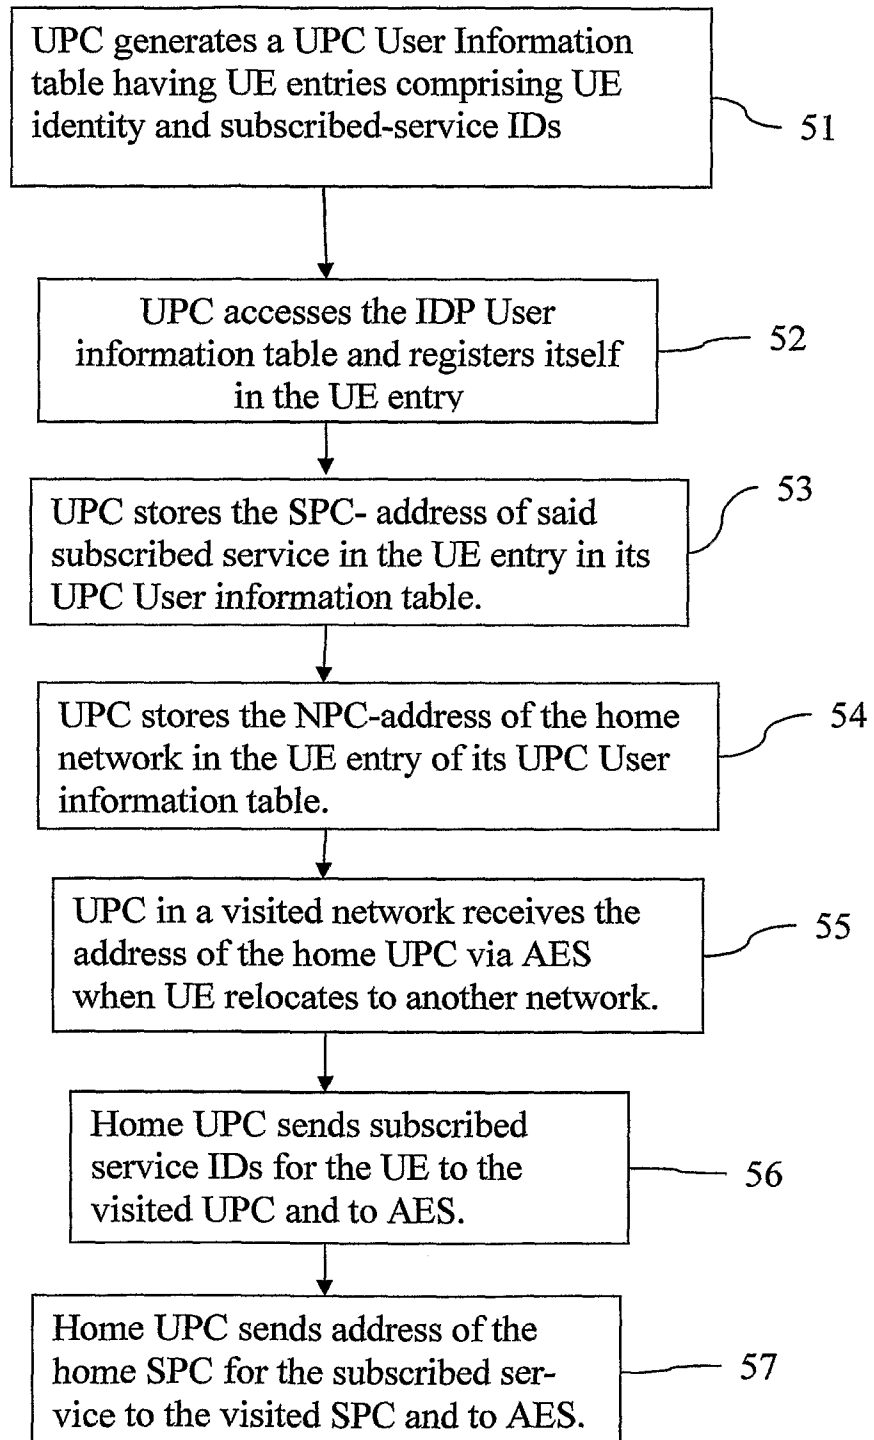 UPC generates a UPC User Information
table having UE entries comprising UE
identity and subscribed-service IDs
51
UPC accesses the IDP User
information table and registers itself
in the UE entry
52
UPC stores the SPC- address of said
subscribed service in the UE entry in its
UPC User information table.
53
UPC stores the NPC-address of the home
network in the UE entry of its UPC User
information table.
54
UPC in a visited network receives the
address of the home UPC via AES
when UE relocates to another network.
55
Home UPC sends subscribed
service IDs for the UE to the
visited UPC and to AES.
56
Home UPC sends address of the
home SPC for the subscribed ser-
vice to the visited SPC and to AES.
57